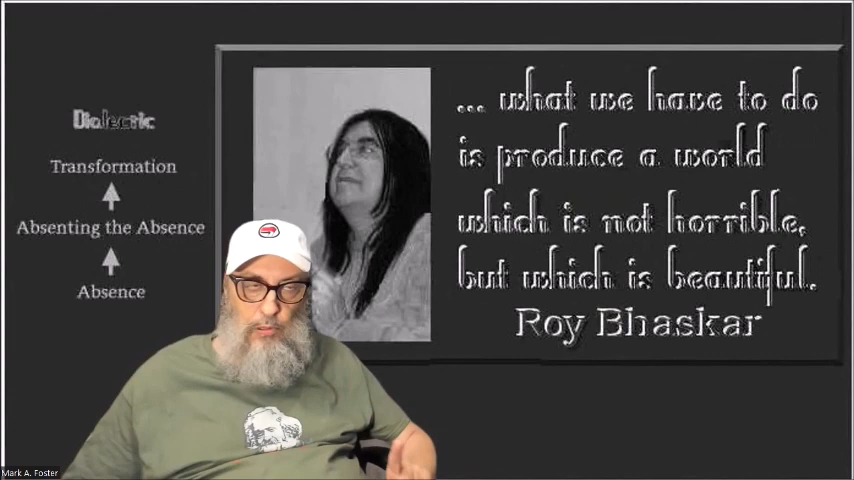 Dialectic
Transformation
Absenting the Absence
Absence
... what we have to do
is produce a world
which is not horrible,
but which is beautiful.
Roy Bhaskar
Mark A. Foster